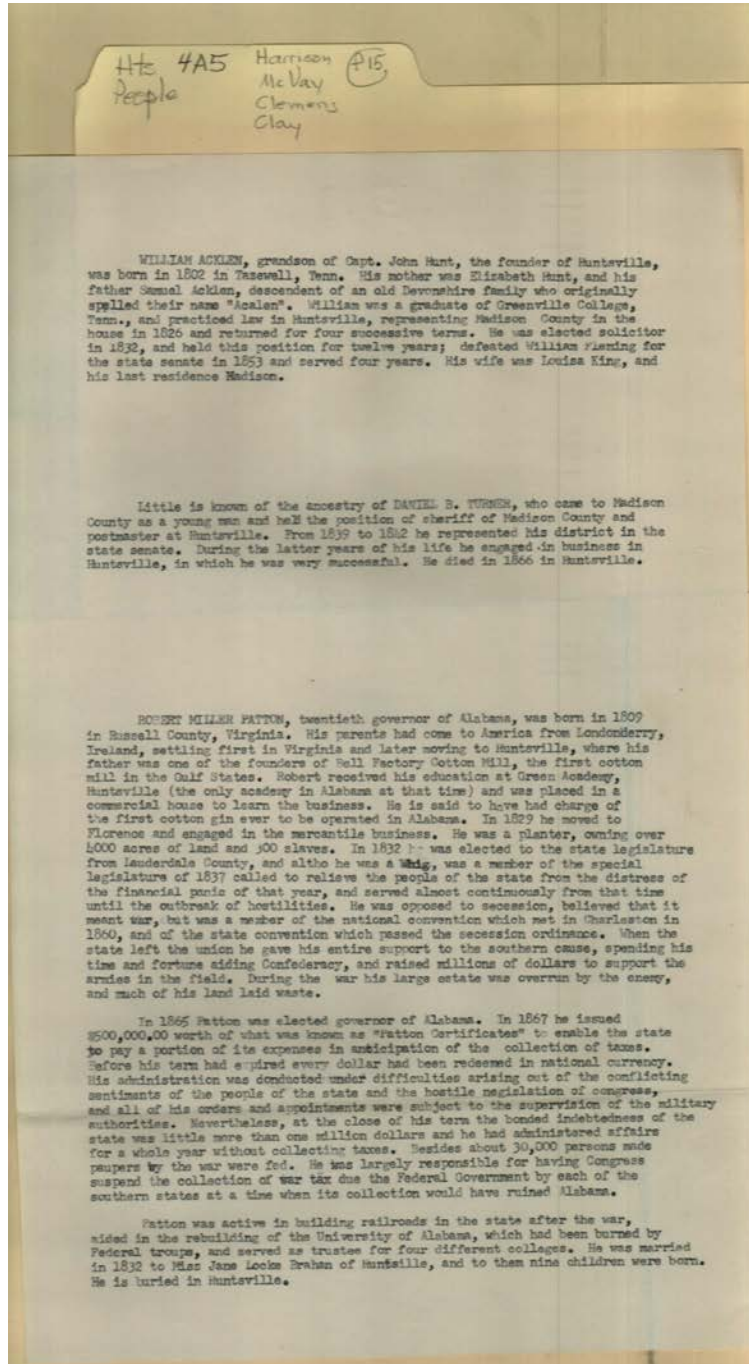 Hts 4A5 Harrison P15
People McVay
Clemens
Clay
WILLIAM ACKLEN, grandson of Capt. John Hunt, the founder of Huntsville,
was born in 1802 in Tazewell, Tenn. His mother was Elizabeth Hunt, and his
father Samuel Acklen, descendent of an old Devonshire family who originally
spelled their name "Acalen". William was a graduate of Greenville College,
Tenn., and practiced law in Huntsville, representing Madison County in the
house in 1826 and returned for four successive terms. He was elected solicitor
in 1832, and held this position for twelve years; defeated William Fleming for
the state senate in 1853 and served four years. His wife was Louisa King, and
his last residence Madison.
Little is known of the ancestry of DANIEL B. TURNER, who came to Madison
County as a young man and held the position of sheriff of Madison County and
postmaster at Huntsville. From 1839 to 1842 he represented his district in the
state senate. During the latter years of his life he engaged in business in
Huntsville, in which he was very successful. He died in 1866 in Huntsville.
ROBERT MILLER PATTON, twentieth governor of Alabama, was born in 1809
in Russell County, Virginia. His parents had come to America from Londonderry,
Ireland, settling first in Virginia and later moving to Huntsville, where his
father was one of the founders of Bell Factory Cotton Mill, the first cotton
mill in the Gulf States. Robert received his education at Green Academy,
Huntsville (the only academy in Alabama at that time) and was placed in a
commercial house to learn the business. He is said to have had charge of
the first cotton gin ever to be operated in Alabama. In 1829 he moved to
Florence and engaged in the mercantile business. He was a planter, owning over
4000 acres of land and 300 slaves. In 1832 he was elected to the state legislature
from Lauderdale County, and altho he was a Whig, was a member of the special
legislature of 1837 called to relieve the people of the state from the distress of
the financial panic of that year, and served almost continuously from that time
until the outbreak of hostilities. He was opposed to secession, believed that it
meant war, but was a member of the national convention which met in Charleston in
1860, and of the state convention which passed the secession ordinance. When the
state left the union he gave his entire support to the southern cause, spending his
time and fortune aiding Confederacy, and raised millions of dollars to support the
armies in the field. During the war his large estate was overrun by the enemy,
and much of his land laid waste.
In 1865 Patton was elected governor of Alabama. In 1867 he issued
$500,000.00 worth of what was known as "Patton Certificates" to enable the state
to pay a portion of its expenses in anticipation of the collection of taxes.
Before his term had expired every dollar had been redeemed in national currency.
His administration was conducted under difficulties arising out of the conflicting
sentiments of the people of the state and the hostile negislation of congress,
and all of his orders and appointments were subject to the supervision of the military
authorities. Nevertheless, at the close of his term the bonded indebtedness of the
state was little more than one million dollars and he had administered affairs
for a whole year without collecting taxes. Besides about 30,000 persons made
paupers by the war were fed. He was largely responsible for having Congress
suspend the collection of war tax due the Federal Government by each of the
southern states at a time when its collection would have ruined Alabama.
Patton was active in building railroads in the state after the war,
aided in the rebuilding of the University of Alabama, which had been burned by
Federal troups, and served as trustee for four different colleges. He was married
in 1832 to Miss Jane Locke Brahan of Huntsille, and to them nine children were born.
He is buried in Huntsville.